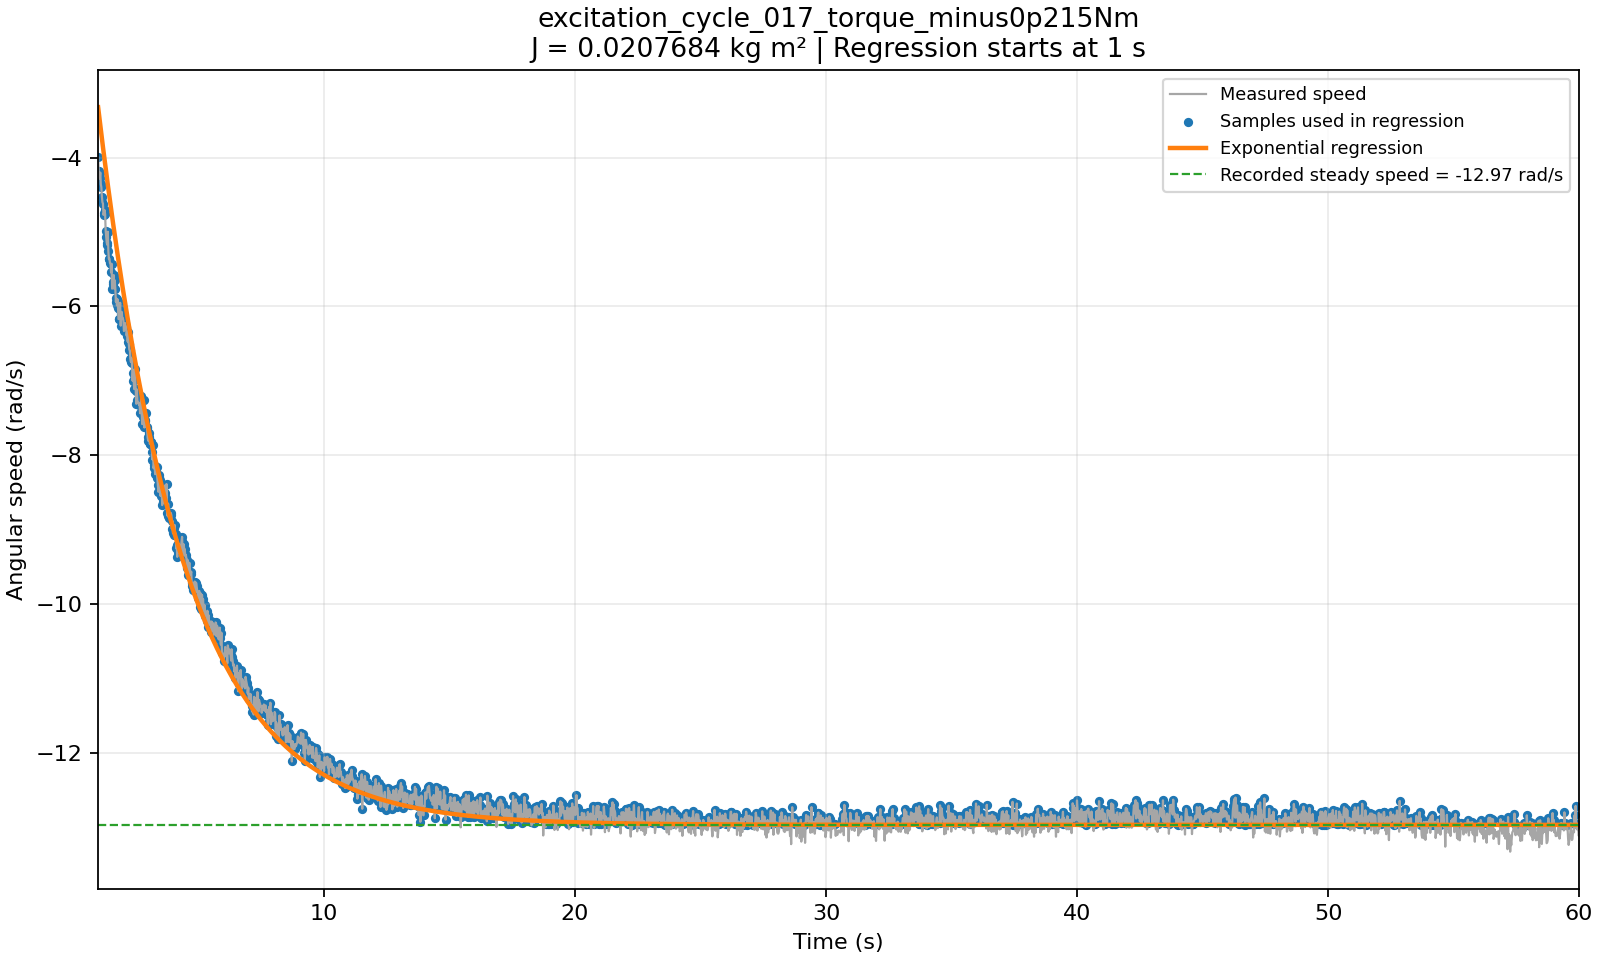 excitation_cycle_017_torque_minus0p215Nm
J = 0.0207684 kg m² | Regression starts at 1 s
Measured speed
Samples used in regression
Exponential regression
Recorded steady speed = -12.97 rad/s
Angular speed (rad/s)
−4
−6
−8
−10
−12
10 20 30 40 50 60
Time (s)